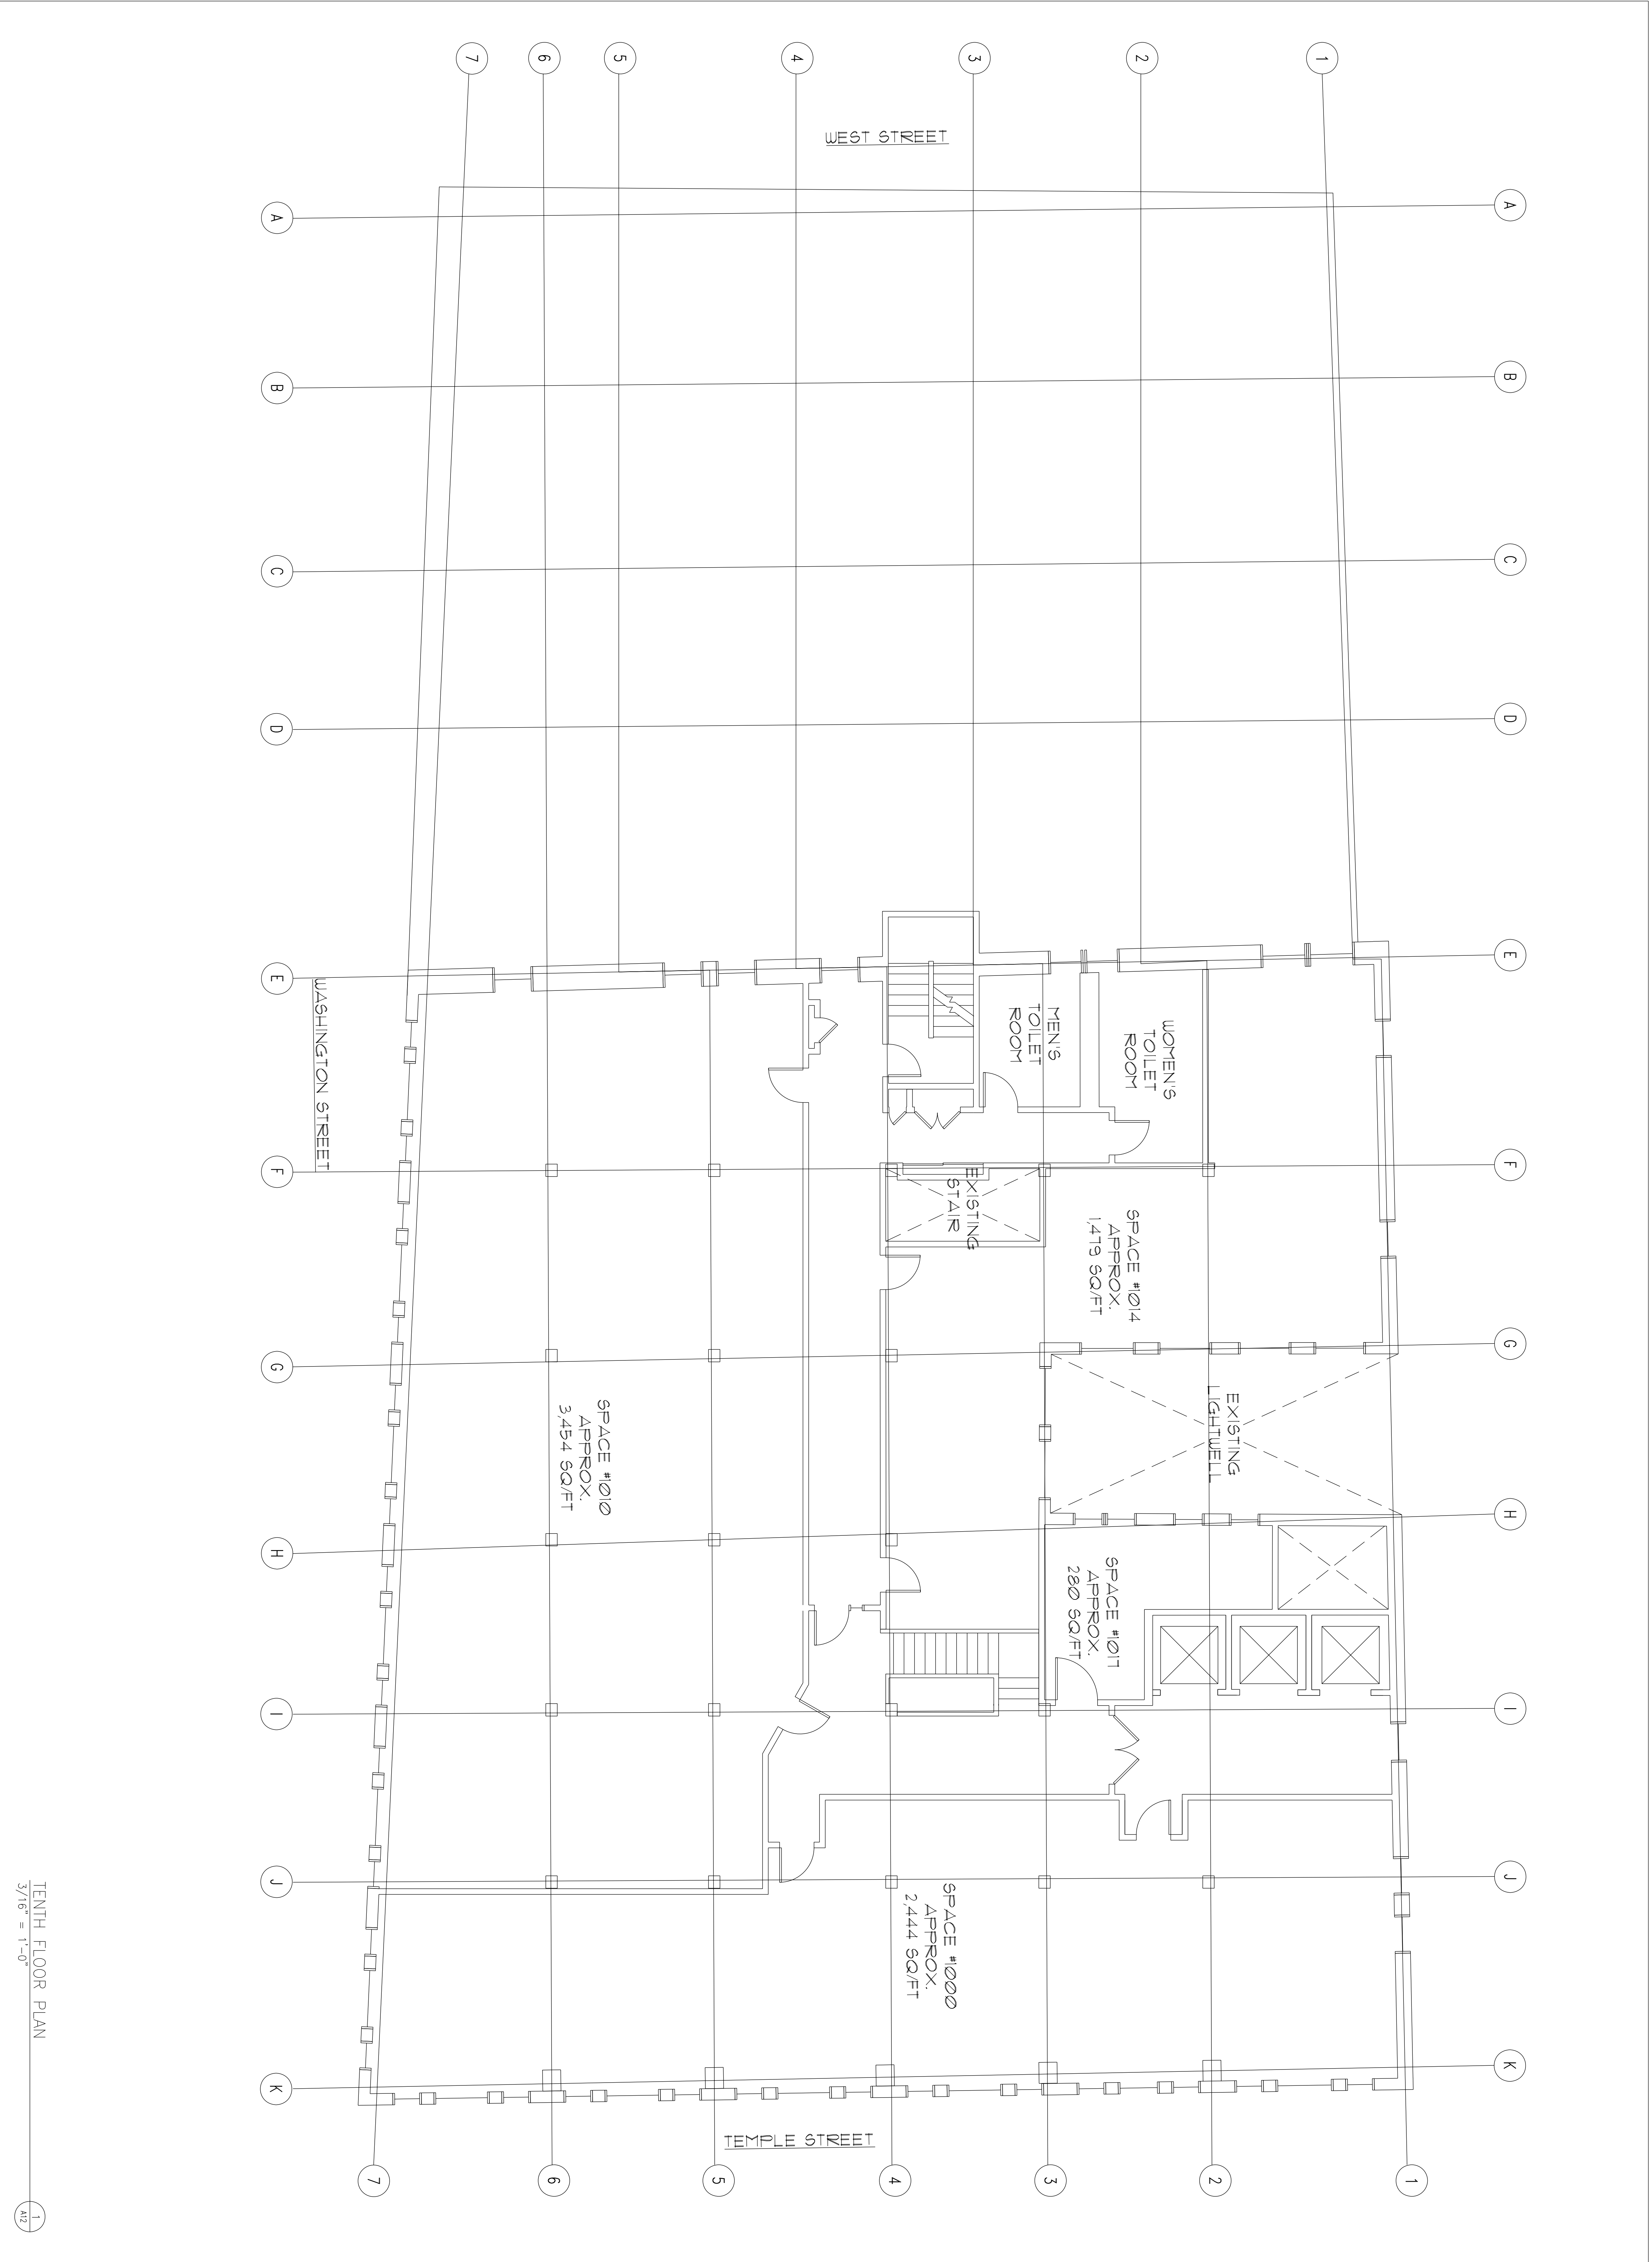 7
6
5
4
3
2
1
WEST STREET
A
A
B
B
C
C
D
D
E
E
WASHINGTON STREET
MEN'S
TOILET
ROOM
WOMEN'S
TOILET
ROOM
F
F
EXISTING
STAIR
SPACE #1014
APPROX.
1,479 SQ/FT
G
G
EXISTING
LIGHTWELL
SPACE #1010
APPROX.
3,454 SQ/FT
H
H
SPACE #1017
APPROX.
280 SQ/FT
I
I
J
J
SPACE #1000
APPROX.
2,444 SQ/FT
K
K
TEMPLE STREET
7
6
5
4
3
2
1
TENTH FLOOR PLAN
3/16" = 1'-0"
1
A12